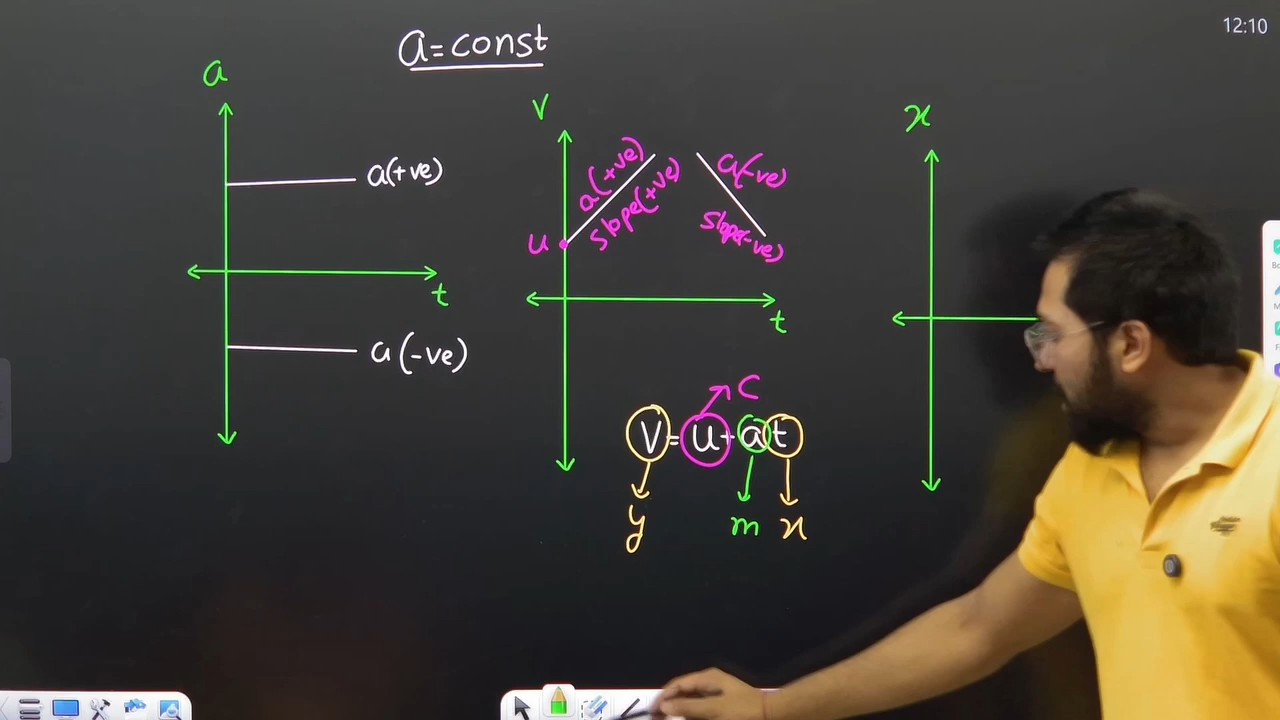 12:10
a=const
a
a(+ve)
t
a(-ve)
v
a(+ve)
slope(+ve)
a(-ve)
slope(-ve)
u
t
C
V=u+at
y
m
x
x